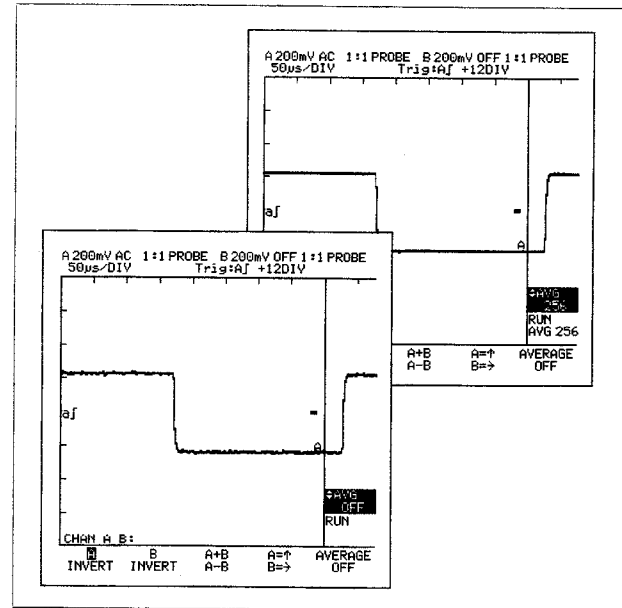 A 200mV AC 1:1 PROBE B 200mV OFF 1:1 PROBE
50µs/DIV Trig:A∫ +12DIV
a∫
A
≑AVG
256
RUN
AVG 256
A+B A=↑ AVERAGE
A-B B=→ OFF
A 200mV AC 1:1 PROBE B 200mV OFF 1:1 PROBE
50µs/DIV Trig:A∫ +12DIV
a∫
A
≑AVG
OFF
RUN
CHAN A B:
A B A+B A=↑ AVERAGE
INVERT INVERT A-B B=→ OFF